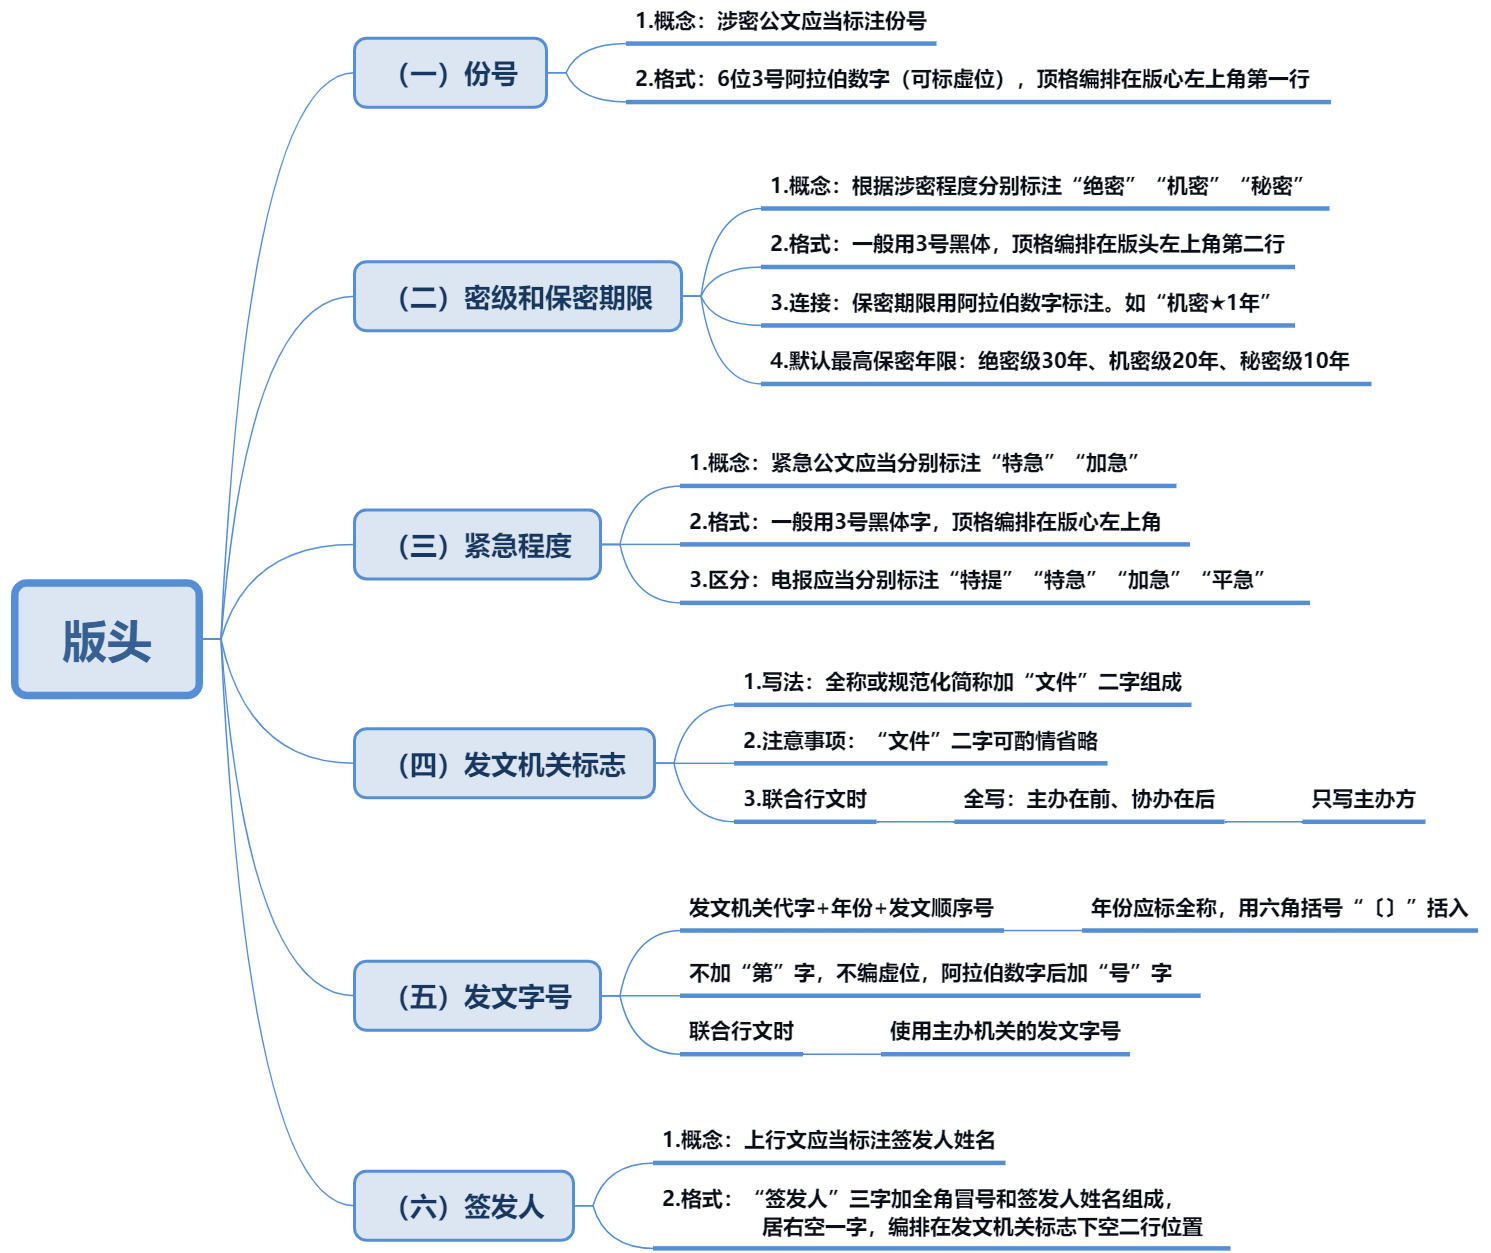 版头
（一）份号
1.概念：涉密公文应当标注份号
2.格式：6位3号阿拉伯数字（可标虚位），顶格编排在版心左上角第一行
（二）密级和保密期限
1.概念：根据涉密程度分别标注“绝密”“机密”“秘密”
2.格式：一般用3号黑体，顶格编排在版头左上角第二行
3.连接：保密期限用阿拉伯数字标注。如“机密★1年”
4.默认最高保密年限：绝密级30年、机密级20年、秘密级10年
（三）紧急程度
1.概念：紧急公文应当分别标注“特急”“加急”
2.格式：一般用3号黑体字，顶格编排在版心左上角
3.区分：电报应当分别标注“特提”“特急”“加急”“平急”
（四）发文机关标志
1.写法：全称或规范化简称加“文件”二字组成
2.注意事项：“文件”二字可酌情省略
3.联合行文时
全写：主办在前、协办在后
只写主办方
（五）发文字号
发文机关代字+年份+发文顺序号
年份应标全称，用六角括号“〔〕”括入
不加“第”字，不编虚位，阿拉伯数字后加“号”字
联合行文时
使用主办机关的发文字号
（六）签发人
1.概念：上行文应当标注签发人姓名
2.格式：“签发人”三字加全角冒号和签发人姓名组成，
居右空一字，编排在发文机关标志下空二行位置